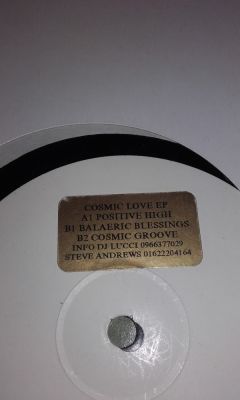 COSMIC LOVE EP
A1 POSITIVE HIGH
B1 BALAERIC BLESSINGS
B2 COSMIC GROOVE
INFO DJ LUCCI 0966377029
STEVE ANDREWS 01622204164